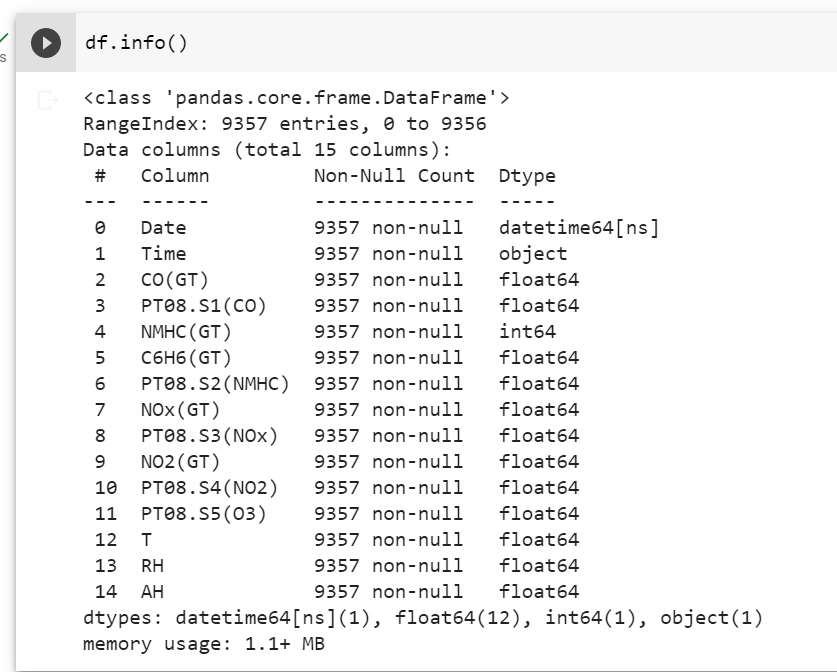 df.info()
s
<class 'pandas.core.frame.DataFrame'>
RangeIndex: 9357 entries, 0 to 9356
Data columns (total 15 columns):
 #   Column         Non-Null Count  Dtype
---  ------         --------------  -----
 0   Date           9357 non-null   datetime64[ns]
 1   Time           9357 non-null   object
 2   CO(GT)         9357 non-null   float64
 3   PT08.S1(CO)    9357 non-null   float64
 4   NMHC(GT)       9357 non-null   int64
 5   C6H6(GT)       9357 non-null   float64
 6   PT08.S2(NMHC)  9357 non-null   float64
 7   NOx(GT)        9357 non-null   float64
 8   PT08.S3(NOx)   9357 non-null   float64
 9   NO2(GT)        9357 non-null   float64
 10  PT08.S4(NO2)   9357 non-null   float64
 11  PT08.S5(O3)    9357 non-null   float64
 12  T              9357 non-null   float64
 13  RH             9357 non-null   float64
 14  AH             9357 non-null   float64
dtypes: datetime64[ns](1), float64(12), int64(1), object(1)
memory usage: 1.1+ MB